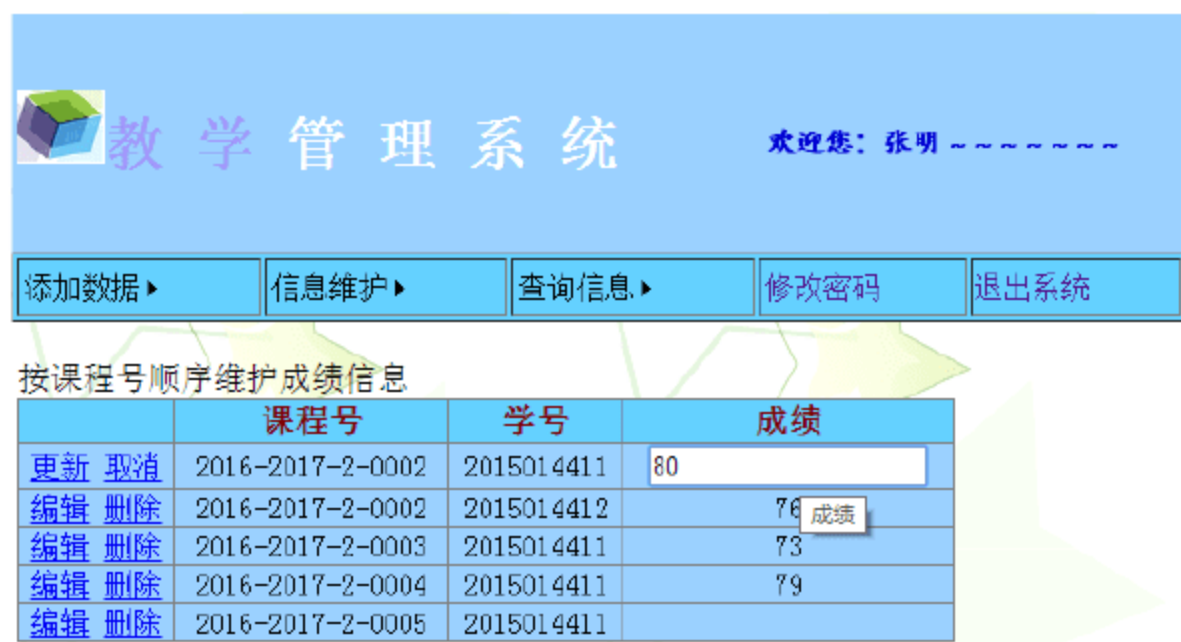 教 学 管 理 系 统
欢迎您: 张明~~~~~~~
添加数据▸ 信息维护▸ 查询信息▸ 修改密码 退出系统
按课程号顺序维护成绩信息
课程号 学号 成绩
更新 取消 2016-2017-2-0002 2015014411 80
编辑 删除 2016-2017-2-0002 2015014412 76
成绩
编辑 删除 2016-2017-2-0003 2015014411 73
编辑 删除 2016-2017-2-0004 2015014411 79
编辑 删除 2016-2017-2-0005 2015014411